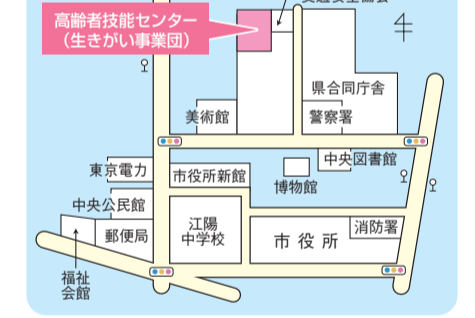 高齢者技能センター
(生きがい事業団)
県合同庁舎
美術館
警察署
東京電力
市役所新館
博物館
中央図書館
中央公民館
郵便局
江陽
中学校
市役所
消防署
福祉
会館